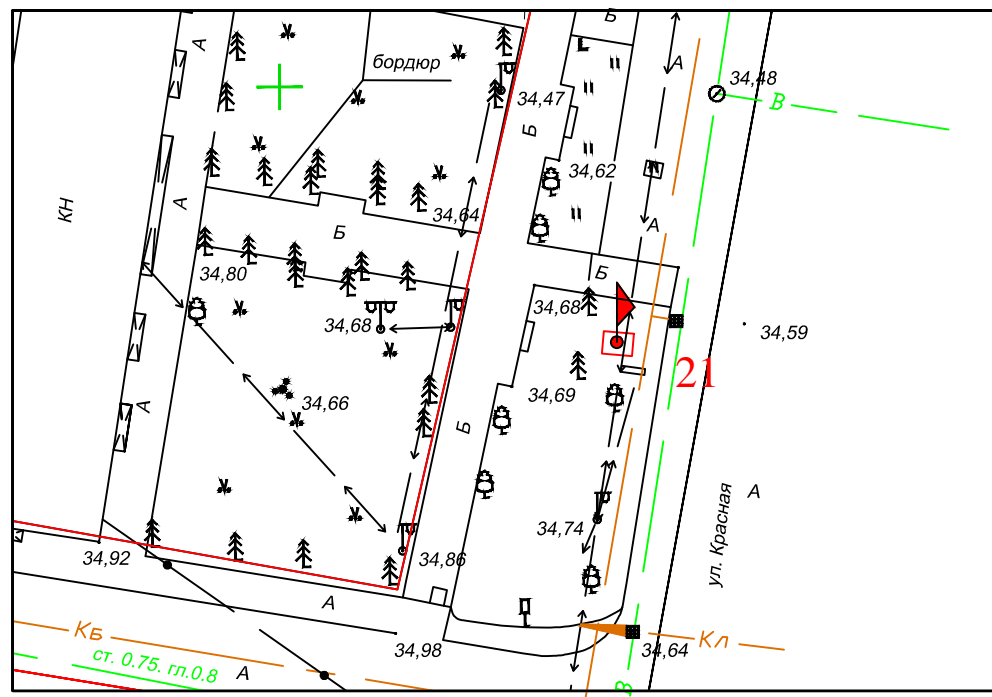 Б
А
А
34,48
бордюр
В
34,47
Б
34,62
КН
А
34,64
А
Б
Б
34,80
34,68
34,68
34,59
21
34,69
34,66
А
Б
А
ул. Красная
34,74
34,92
34,86
А
Кб
Кл
34,98
34,64
ст. 0.75. гл.0.8
А
В